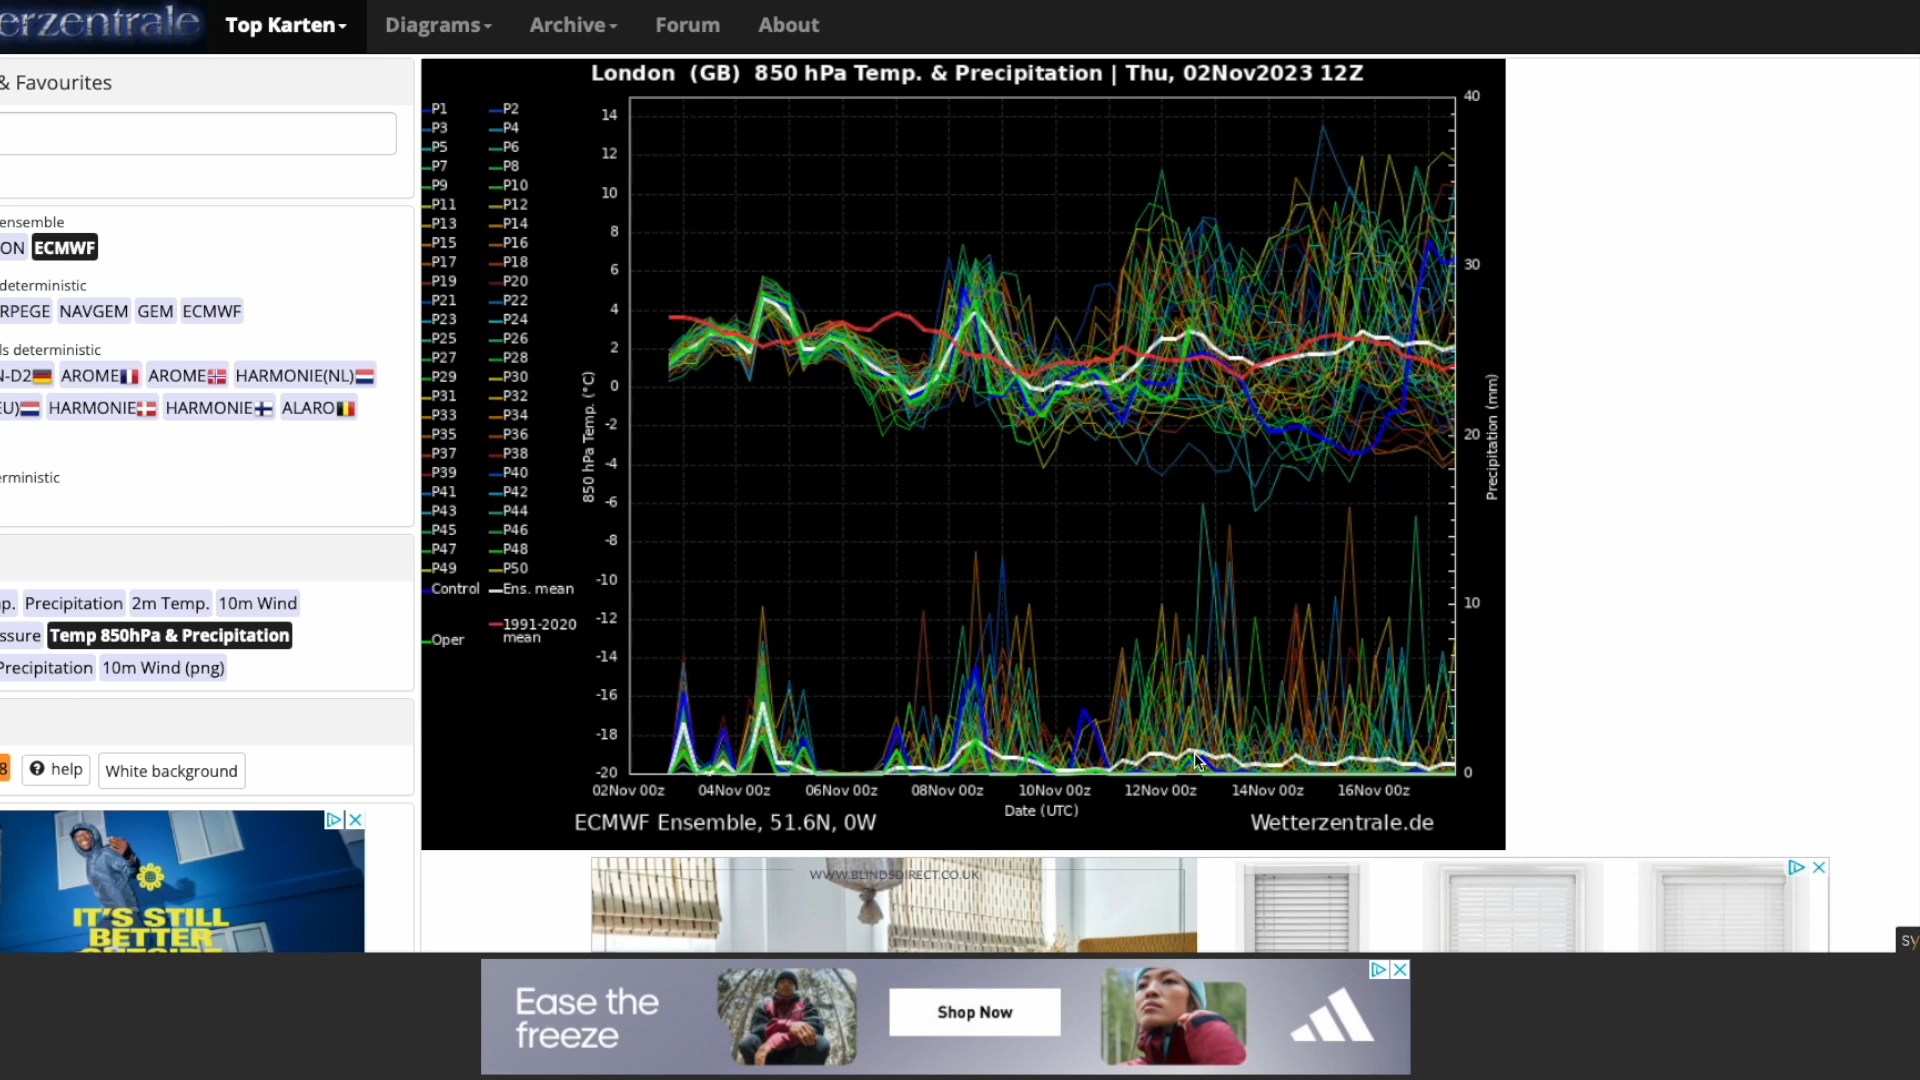 erzentrale
Top Karten
Diagrams
Archive
Forum
About
& Favourites
ensemble
ON ECMWF
deterministic
RPEGE NAVGEM GEM ECMWF
ls deterministic
N-D2 AROME AROME HARMONIE(NL)
EU) HARMONIE HARMONIE ALARO
rministic
p. Precipitation 2m Temp. 10m Wind
ssure Temp 850hPa & Precipitation
Precipitation 10m Wind (png)
8 help White background
IT'S STILL
BETTER
London (GB) 850 hPa Temp. & Precipitation | Thu, 02Nov2023 12Z
P1 P2
P3 P4
P5 P6
P7 P8
P9 P10
P11 P12
P13 P14
P15 P16
P17 P18
P19 P20
P21 P22
P23 P24
P25 P26
P27 P28
P29 P30
P31 P32
P33 P34
P35 P36
P37 P38
P39 P40
P41 P42
P43 P44
P45 P46
P47 P48
P49 P50
Control Ens. mean
Oper 1991-2020
mean
850 hPa Temp. (°C)
14
12
10
8
6
4
2
0
-2
-4
-6
-8
-10
-12
-14
-16
-18
-20
40
30
20
10
0
Precipitation (mm)
02Nov 00z 04Nov 00z 06Nov 00z 08Nov 00z 10Nov 00z 12Nov 00z 14Nov 00z 16Nov 00z
Date (UTC)
ECMWF Ensemble, 51.6N, 0W
Wetterzentrale.de
WWW.BLINDSDIRECT.CO.UK
sy
Ease the
freeze
Shop Now